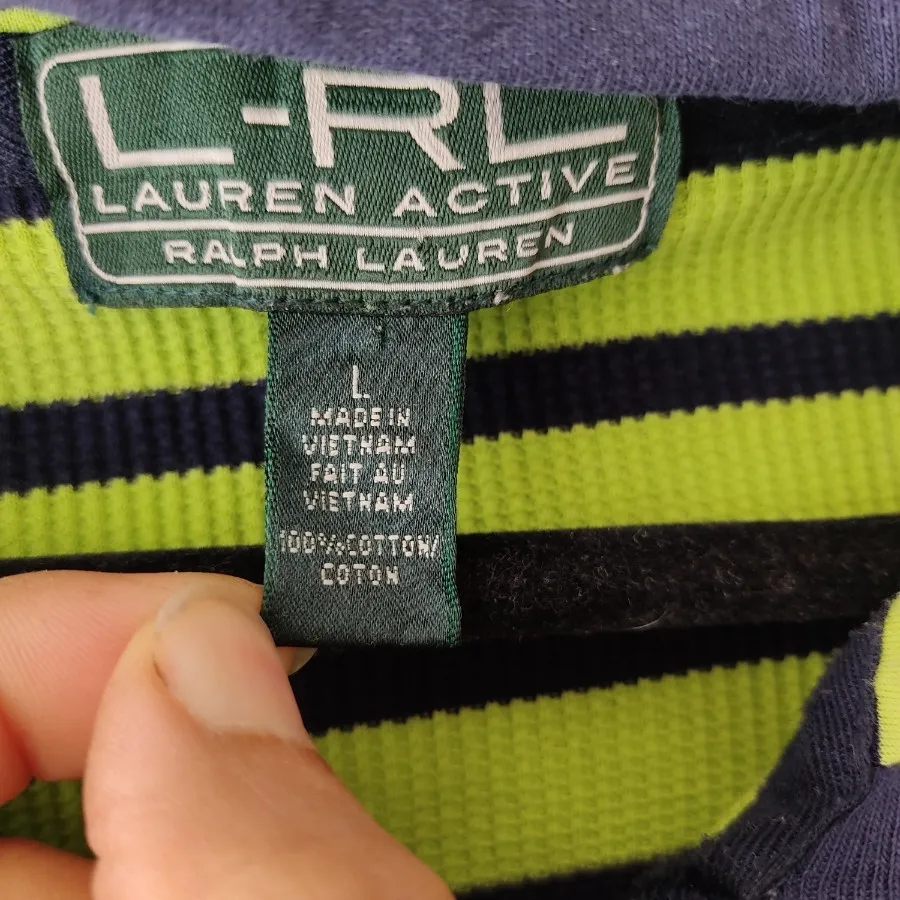 L-RL
LAUREN ACTIVE
RALPH LAUREN
L
MADE IN
VIETNAM
FAIT AU
VIETNAM
100% COTTON/
COTON